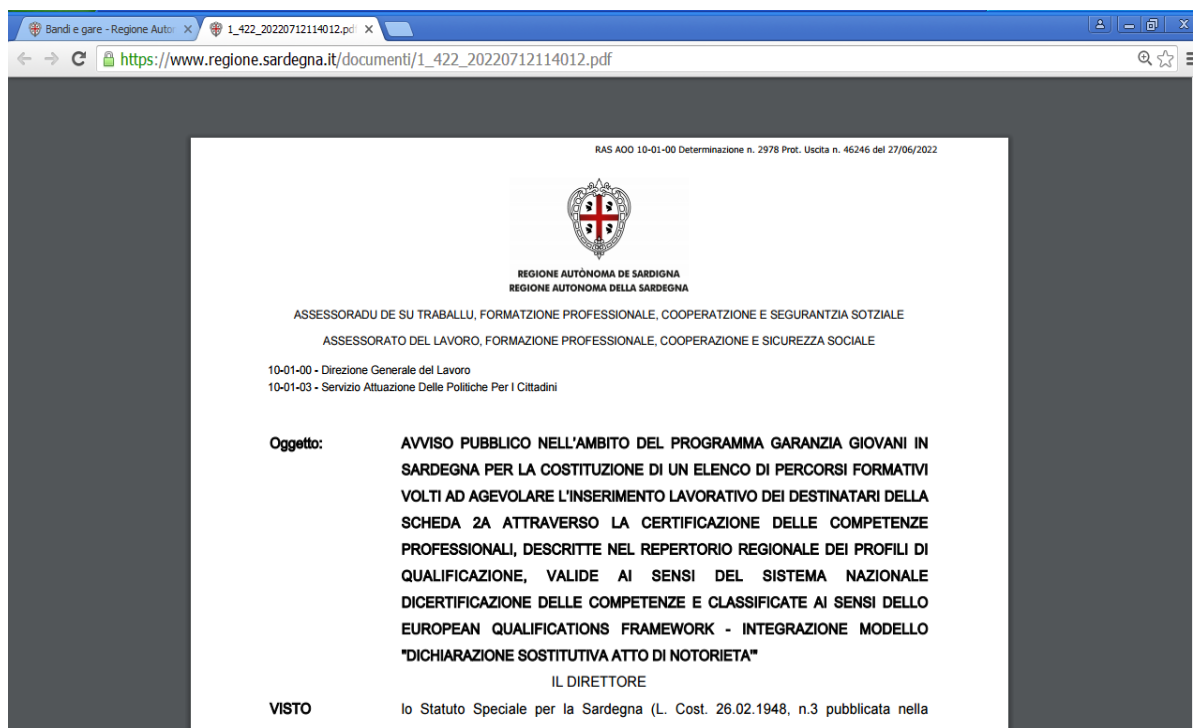 Bandi e gare - Regione Autor
1_422_20220712114012.pd
https://www.regione.sardegna.it/documenti/1_422_20220712114012.pdf
RAS AOO 10-01-00 Determinazione n. 2978 Prot. Uscita n. 46246 del 27/06/2022
REGIONE AUTÒNOMA DE SARDIGNA
REGIONE AUTONOMA DELLA SARDEGNA
ASSESSORADU DE SU TRABALLU, FORMATZIONE PROFESSIONALE, COOPERATZIONE E SEGURANTZIA SOTZIALE
ASSESSORATO DEL LAVORO, FORMAZIONE PROFESSIONALE, COOPERAZIONE E SICUREZZA SOCIALE
10-01-00 - Direzione Generale del Lavoro
10-01-03 - Servizio Attuazione Delle Politiche Per I Cittadini
Oggetto: AVVISO PUBBLICO NELL'AMBITO DEL PROGRAMMA GARANZIA GIOVANI IN
SARDEGNA PER LA COSTITUZIONE DI UN ELENCO DI PERCORSI FORMATIVI
VOLTI AD AGEVOLARE L'INSERIMENTO LAVORATIVO DEI DESTINATARI DELLA
SCHEDA 2A ATTRAVERSO LA CERTIFICAZIONE DELLE COMPETENZE
PROFESSIONALI, DESCRITTE NEL REPERTORIO REGIONALE DEI PROFILI DI
QUALIFICAZIONE, VALIDE AI SENSI DEL SISTEMA NAZIONALE
DICERTIFICAZIONE DELLE COMPETENZE E CLASSIFICATE AI SENSI DELLO
EUROPEAN QUALIFICATIONS FRAMEWORK - INTEGRAZIONE MODELLO
"DICHIARAZIONE SOSTITUTIVA ATTO DI NOTORIETA'"
IL DIRETTORE
VISTO lo Statuto Speciale per la Sardegna (L. Cost. 26.02.1948, n.3 pubblicata nella